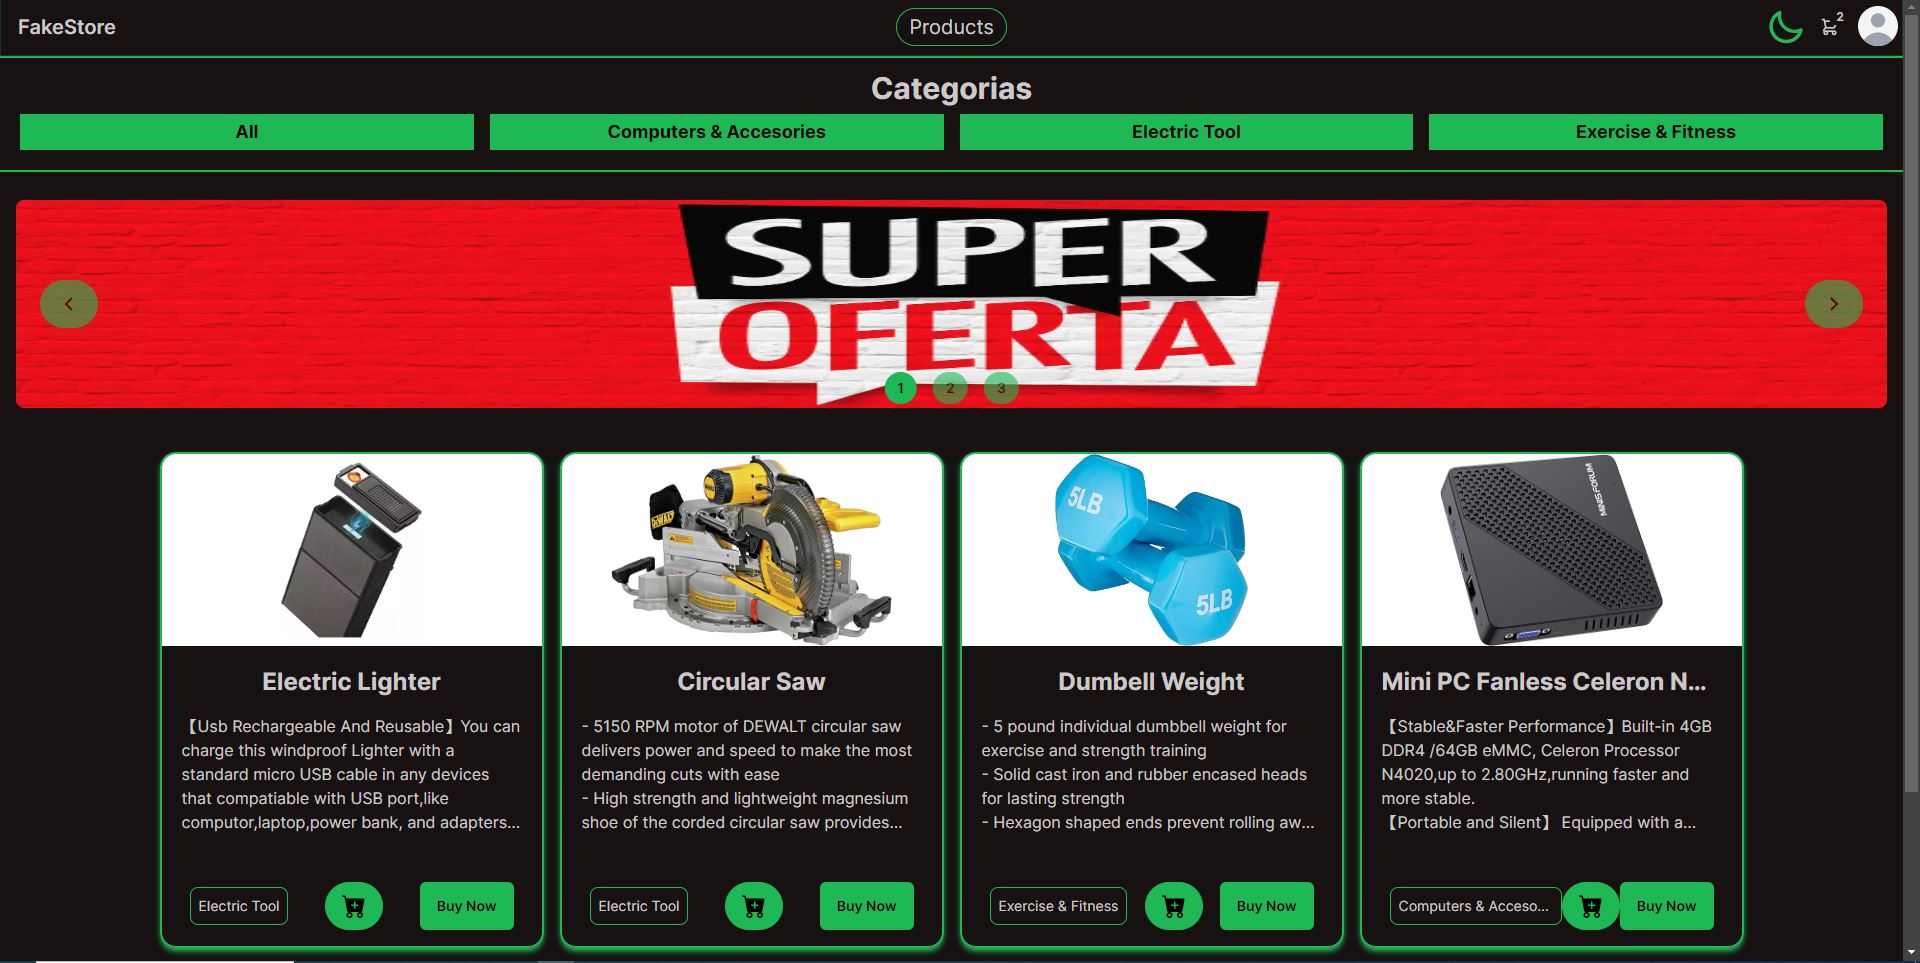 FakeStore
Products
2
Categorias
All
Computers & Accesories
Electric Tool
Exercise & Fitness
SUPER
OFERTA
1 2 3
5LB
5LB
DEWALT
MINISFORUM
Electric Lighter
【Usb Rechargeable And Reusable】You can
charge this windproof Lighter with a
standard micro USB cable in any devices
that compatiable with USB port,like
computor,laptop,power bank, and adapters...
Electric Tool
Buy Now
Circular Saw
- 5150 RPM motor of DEWALT circular saw
delivers power and speed to make the most
demanding cuts with ease
- High strength and lightweight magnesium
shoe of the corded circular saw provides...
Electric Tool
Buy Now
Dumbell Weight
- 5 pound individual dumbbell weight for
exercise and strength training
- Solid cast iron and rubber encased heads
for lasting strength
- Hexagon shaped ends prevent rolling aw...
Exercise & Fitness
Buy Now
Mini PC Fanless Celeron N...
【Stable&Faster Performance】Built-in 4GB
DDR4 /64GB eMMC, Celeron Processor
N4020,up to 2.80GHz,running faster and
more stable.
【Portable and Silent】 Equipped with a...
Computers & Acceso...
Buy Now